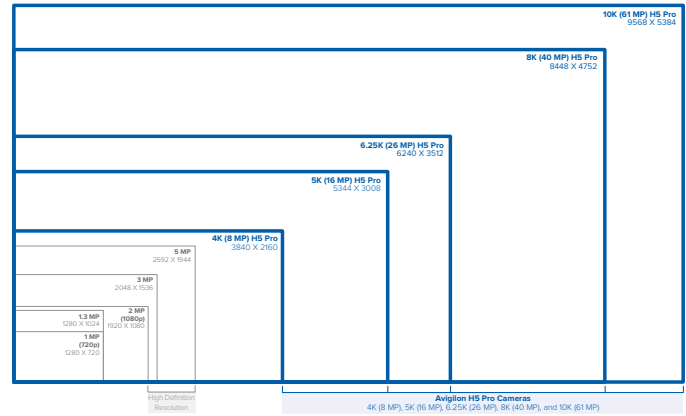 10K (61 MP) H5 Pro
9568 X 5384
8K (40 MP) H5 Pro
8448 X 4752
6.25K (26 MP) H5 Pro
6240 X 3512
5K (16 MP) H5 Pro
5344 X 3008
4K (8 MP) H5 Pro
3840 X 2160
5 MP
2592 X 1944
3 MP
2048 X 1536
2 MP
(1080p)
1920 X 1080
1.3 MP
1280 X 1024
1 MP
(720p)
1280 X 720
High Definition
Resolution
Avigilon H5 Pro Cameras
4K (8 MP), 5K (16 MP), 6.25K (26 MP), 8K (40 MP), and 10K (61 MP)